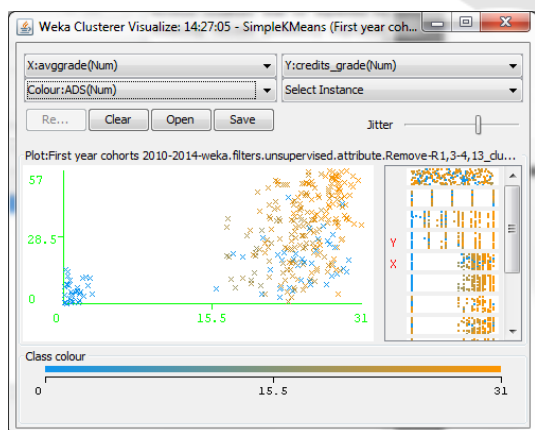 Weka Clusterer Visualize: 14:27:05 - SimpleKMeans (First year coh...
X:avggrade(Num) Y:credits_grade(Num)
Colour:ADS(Num) Select Instance
Re... Clear Open Save Jitter
Plot:First year cohorts 2010-2014-weka.filters.unsupervised.attribute.Remove-R1,3-4,13_clu...
57
28.5
0
0 15.5 31
Y
X
Class colour
0 15.5 31